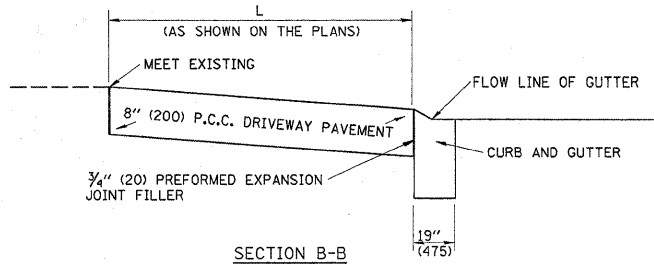 L
(AS SHOWN ON THE PLANS)
MEET EXISTING
FLOW LINE OF GUTTER
8" (200) P.C.C. DRIVEWAY PAVEMENT
CURB AND GUTTER
3/4" (20) PREFORMED EXPANSION
JOINT FILLER
19"
(475)
SECTION B-B